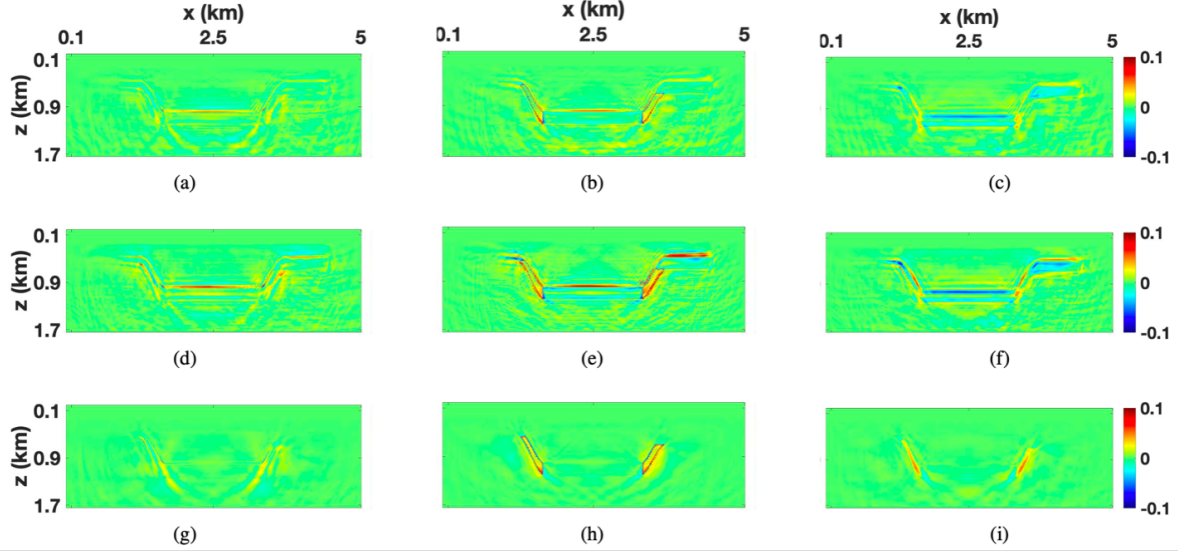 x (km) x (km) x (km)
0.1 2.5 5 0.1 2.5 5 0.1 2.5 5
0.1 0.1
z (km) 0.9 0
1.7 -0.1
(a) (b) (c)
0.1 0.1
z (km) 0.9 0
1.7 -0.1
(d) (e) (f)
0.1 0.1
z (km) 0.9 0
1.7 -0.1
(g) (h) (i)